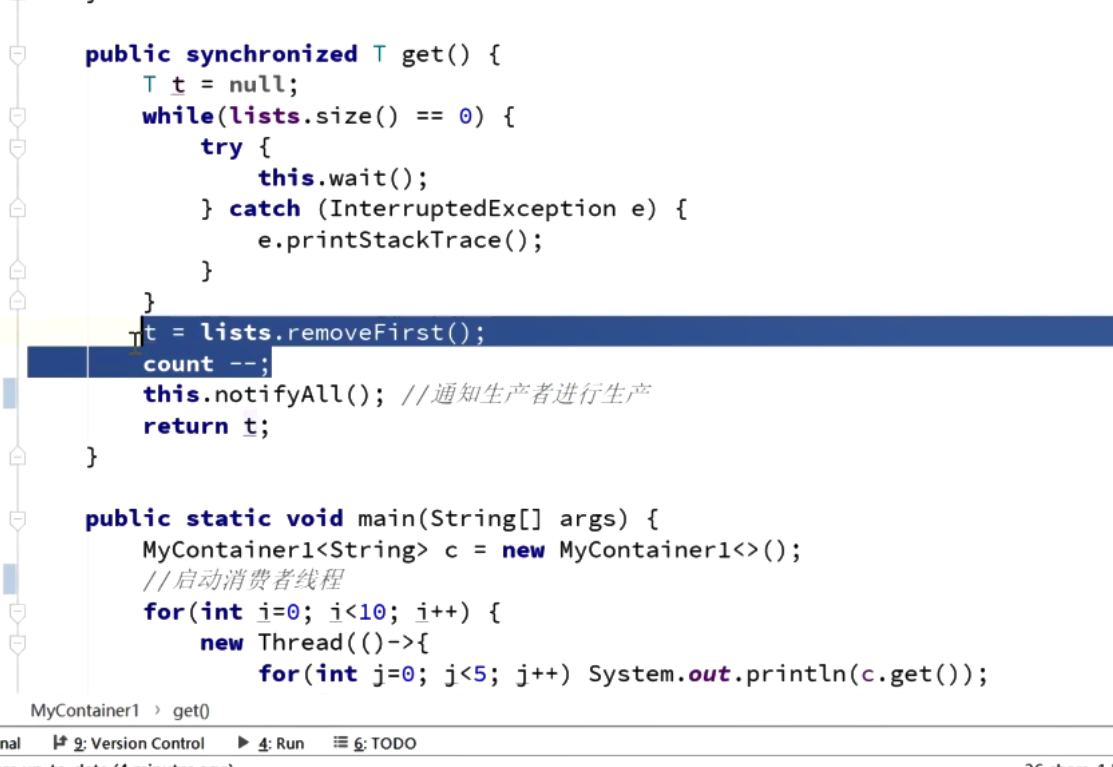 public synchronized T get() {
T t = null;
while(lists.size() == 0) {
try {
this.wait();
} catch (InterruptedException e) {
e.printStackTrace();
}
}
t = lists.removeFirst();
count --;
this.notifyAll(); //通知生产者进行生产
return t;
}
public static void main(String[] args) {
MyContainer1<String> c = new MyContainer1<>();
//启动消费者线程
for(int i=0; i<10; i++) {
new Thread(()->{
for(int j=0; j<5; j++) System.out.println(c.get());
MyContainer1 › get()
nal 9: Version Control 4: Run 6: TODO